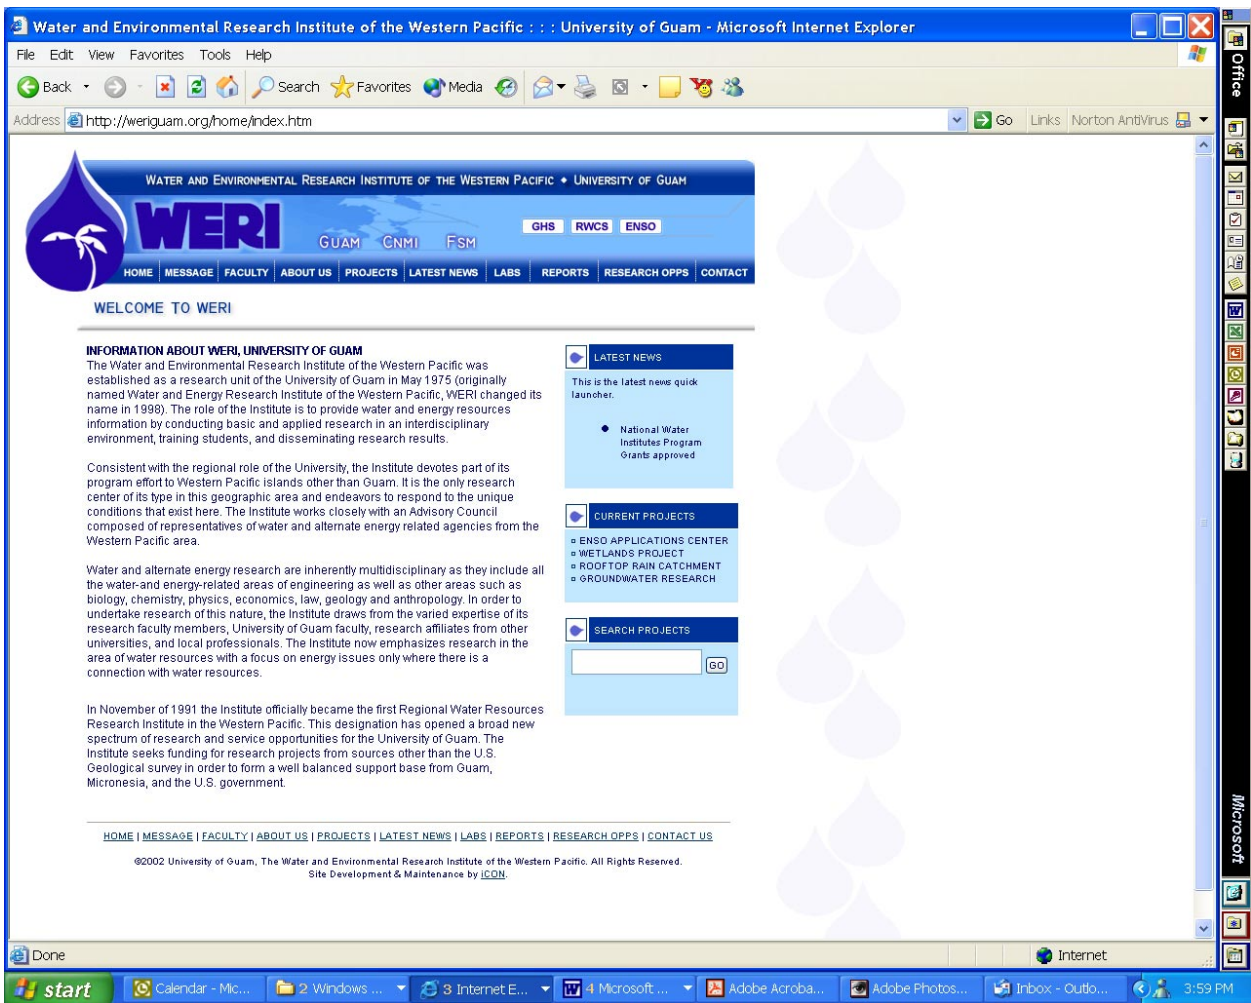 Water and Environmental Research Institute of the Western Pacific : : : University of Guam - Microsoft Internet Explorer
File Edit View Favorites Tools Help
Back Search Favorites Media
Address http://weriguam.org/home/index.htm Go Links Norton AntiVirus
Office
WATER AND ENVIRONMENTAL RESEARCH INSTITUTE OF THE WESTERN PACIFIC • UNIVERSITY OF GUAM
WERI
GUAM CNMI FSM
GHS RWCS ENSO
HOME MESSAGE FACULTY ABOUT US PROJECTS LATEST NEWS LABS REPORTS RESEARCH OPPS CONTACT
WELCOME TO WERI
INFORMATION ABOUT WERI, UNIVERSITY OF GUAM
The Water and Environmental Research Institute of the Western Pacific was
established as a research unit of the University of Guam in May 1975 (originally
named Water and Energy Research Institute of the Western Pacific, WERI changed its
name in 1998). The role of the Institute is to provide water and energy resources
information by conducting basic and applied research in an interdisciplinary
environment, training students, and disseminating research results.
Consistent with the regional role of the University, the Institute devotes part of its
program effort to Western Pacific islands other than Guam. It is the only research
center of its type in this geographic area and endeavors to respond to the unique
conditions that exist here. The Institute works closely with an Advisory Council
composed of representatives of water and alternate energy related agencies from the
Western Pacific area.
Water and alternate energy research are inherently multidisciplinary as they include all
the water-and energy-related areas of engineering as well as other areas such as
biology, chemistry, physics, economics, law, geology and anthropology. In order to
undertake research of this nature, the Institute draws from the varied expertise of its
research faculty members, University of Guam faculty, research affiliates from other
universities, and local professionals. The Institute now emphasizes research in the
area of water resources with a focus on energy issues only where there is a
connection with water resources.
In November of 1991 the Institute officially became the first Regional Water Resources
Research Institute in the Western Pacific. This designation has opened a broad new
spectrum of research and service opportunities for the University of Guam. The
Institute seeks funding for research projects from sources other than the U.S.
Geological survey in order to form a well balanced support base from Guam,
Micronesia, and the U.S. government.
LATEST NEWS
This is the latest news quick
launcher.
• National Water
Institutes Program
Grants approved
CURRENT PROJECTS
ENSO APPLICATIONS CENTER
WETLANDS PROJECT
ROOFTOP RAIN CATCHMENT
GROUNDWATER RESEARCH
SEARCH PROJECTS
GO
HOME | MESSAGE | FACULTY | ABOUT US | PROJECTS | LATEST NEWS | LABS | REPORTS | RESEARCH OPPS | CONTACT US
©2002 University of Guam, The Water and Environmental Research Institute of the Western Pacific. All Rights Reserved.
Site Development & Maintenance by iCON.
Microsoft
Done Internet
start Calendar - Mic... 2 Windows ... 3 Internet E... 4 Microsoft ... Adobe Acroba... Adobe Photos... Inbox - Outlo... 3:59 PM